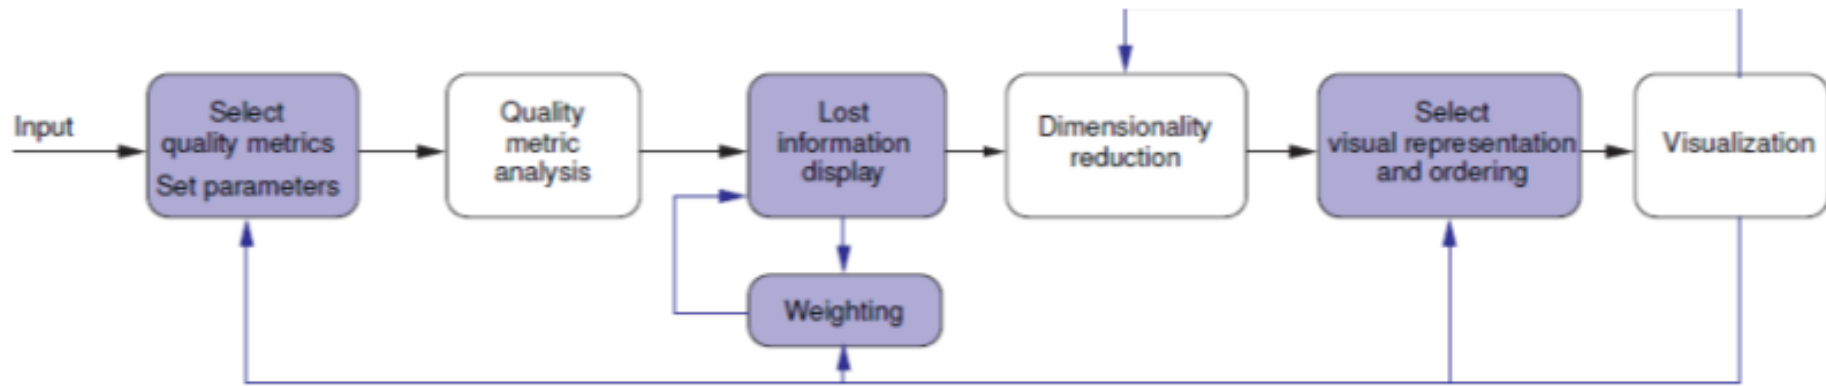 Input
Select
quality metrics
Set parameters
Quality
metric
analysis
Lost
information
display
Dimensionality
reduction
Select
visual representation
and ordering
Visualization
Weighting